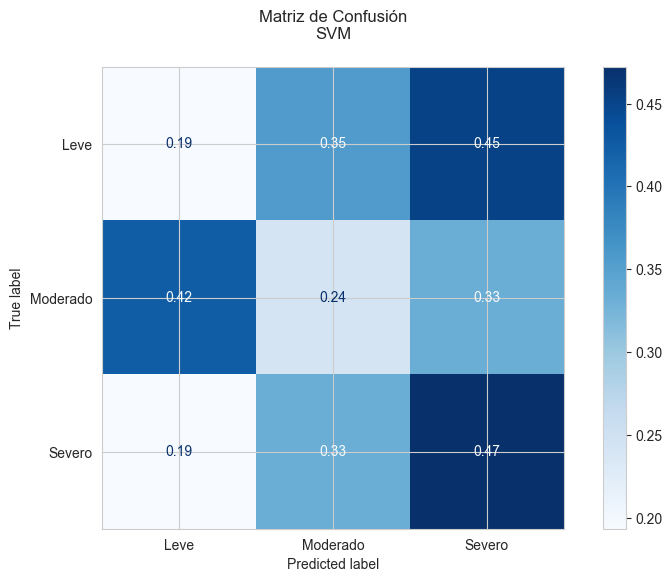 Matriz de Confusión
SVM
True label
Leve 0.19 0.35 0.45
Moderado 0.42 0.24 0.33
Severo 0.19 0.33 0.47
Leve Moderado Severo
Predicted label
0.45
0.40
0.35
0.30
0.25
0.20